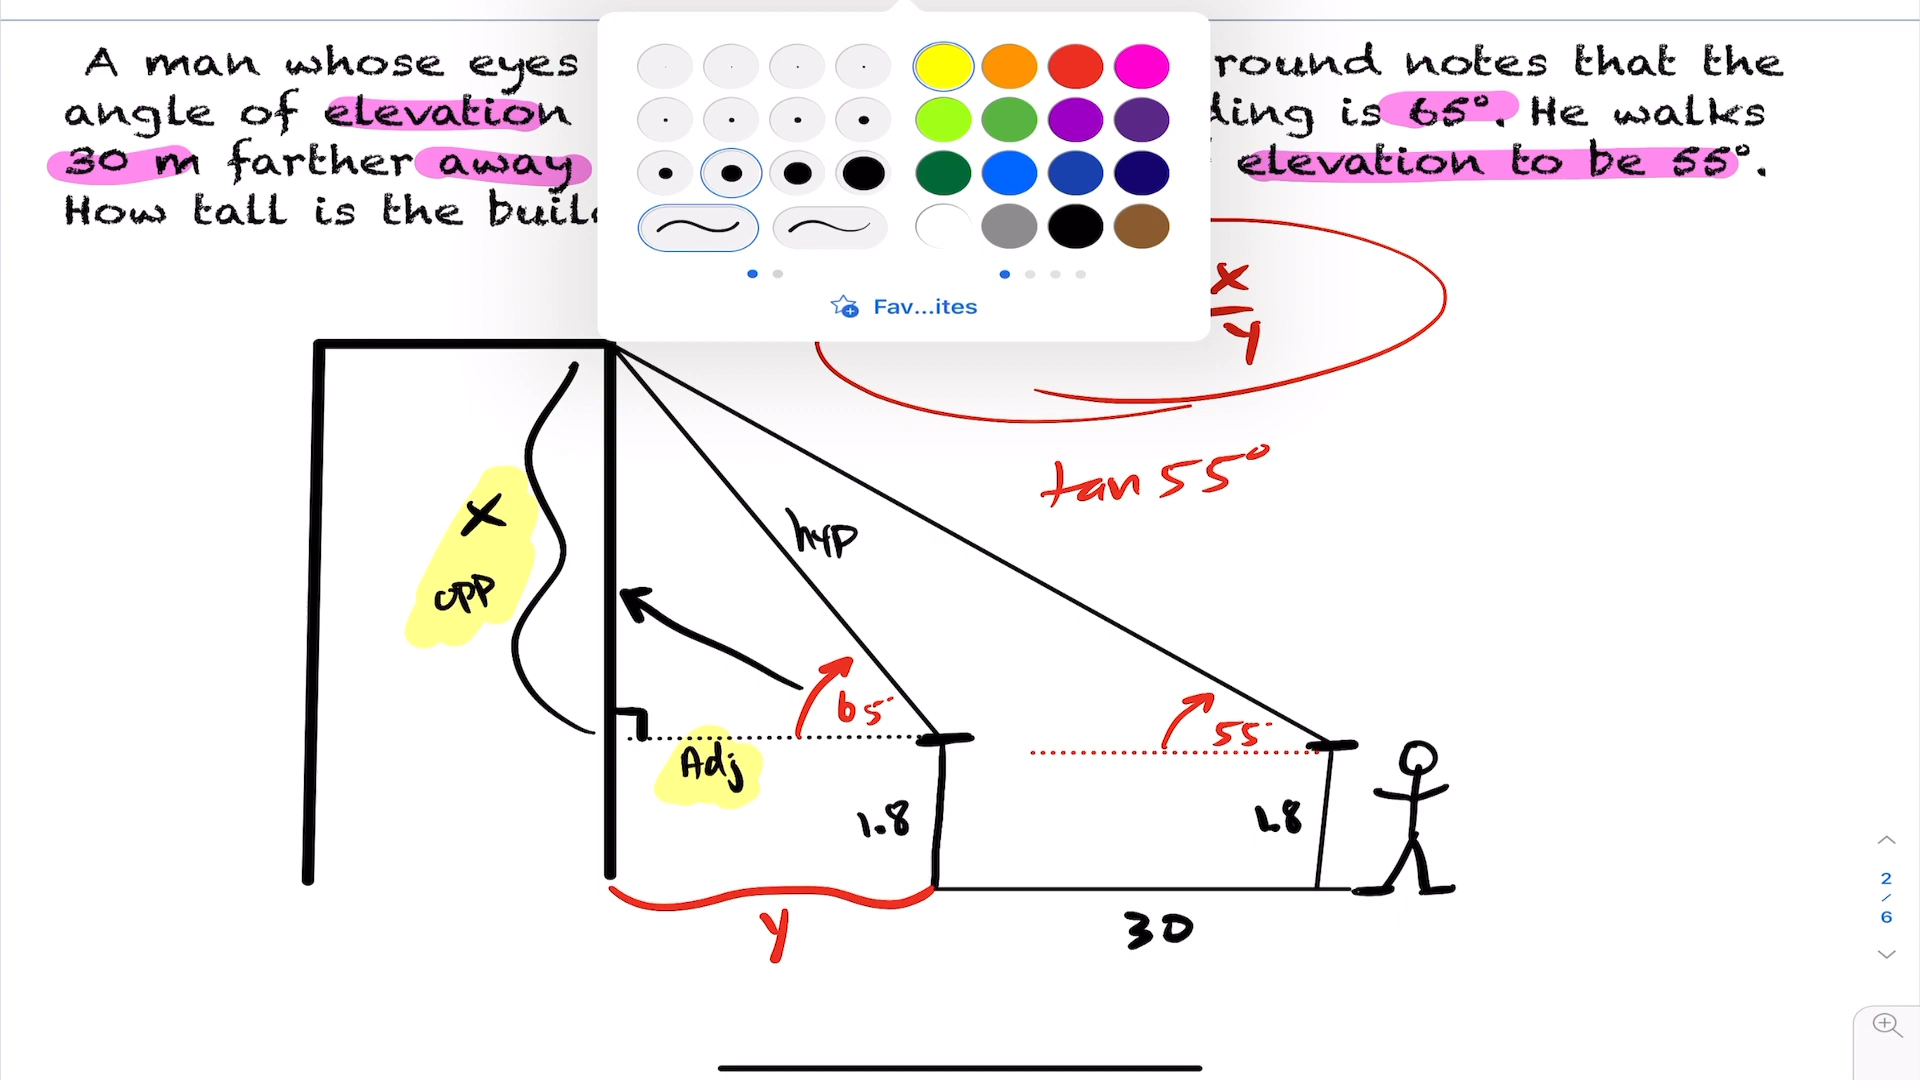 A man whose eyes round notes that the
angle of elevation ding is 65°. He walks
30 m farther away elevation to be 55°.
How tall is the buil
Fav...ites
x
y
tan 55°
hyp
x
opp
65
55
Adj
1.8
1.8
y
30
2
/
6